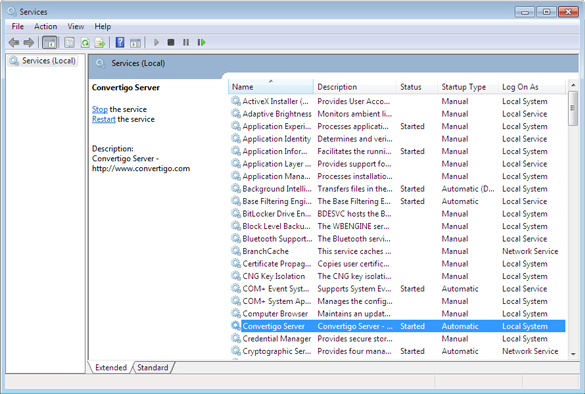 Services
File Action View Help
Services (Local)
Services (Local)
Convertigo Server
Stop the service
Restart the service
Description:
Convertigo Server -
http://www.convertigo.com
Name Description Status Startup Type Log On As
ActiveX Installer (... Provides User Acco... Manual Local System
Adaptive Brightness Monitors ambient li... Manual Local Service
Application Experi... Processes applicati... Started Manual Local System
Application Identity Determines and veri... Manual Local Service
Application Infor... Facilitates the runni... Started Manual Local System
Application Layer ... Provides support fo... Manual Local Service
Application Mana... Processes installatio... Manual Local System
Background Intelli... Transfers files in the... Started Automatic (D... Local System
Base Filtering Engi... The Base Filtering E... Started Automatic Local Service
BitLocker Drive En... BDESVC hosts the B... Manual Local System
Block Level Backu... The WBENGINE ser... Manual Local System
Bluetooth Support... The Bluetooth servi... Manual Local Service
BranchCache This service caches ... Manual Network Service
Certificate Propag... Copies user certific... Manual Local System
CNG Key Isolation The CNG key isolati... Manual Local System
COM+ Event Syst... Supports System Ev... Started Automatic Local Service
COM+ System Ap... Manages the config... Manual Local System
Computer Browser Maintains an updat... Manual Local System
Convertigo Server Convertigo Server - ... Started Automatic Local System
Credential Manager Provides secure stor... Manual Local System
Cryptographic Ser... Provides four mana... Started Automatic Network Service
Extended Standard